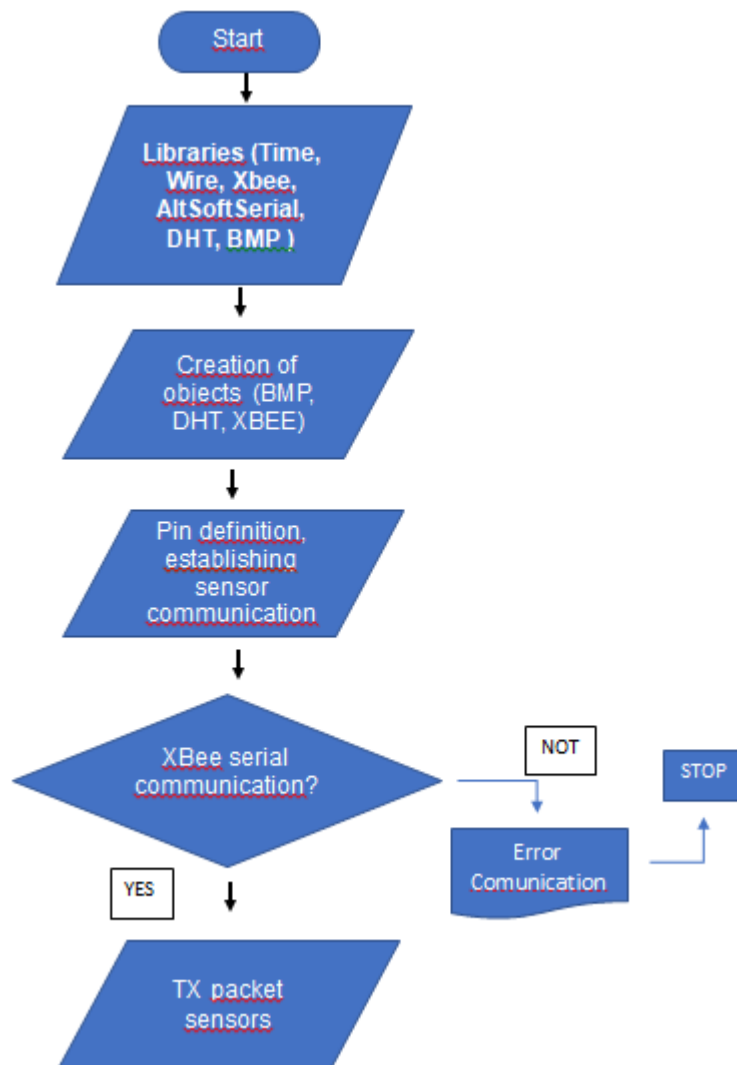 Start
Libraries (Time,
Wire, Xbee,
AltSoftSerial,
DHT, BMP )
Creation of
objects (BMP,
DHT, XBEE)
Pin definition,
establishing
sensor
communication
XBee serial
communication?
NOT
STOP
Error
Comunication
YES
TX packet
sensors